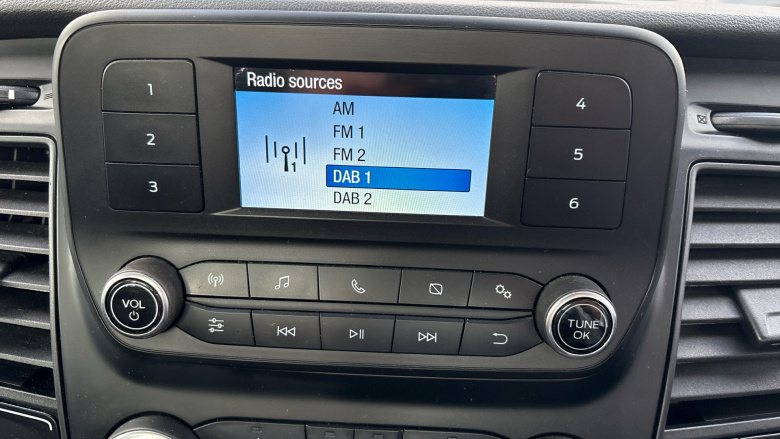 Radio sources
AM
FM 1
FM 2
DAB 1
DAB 2
1
1
2
3
4
5
6
VOL
TUNE
OK